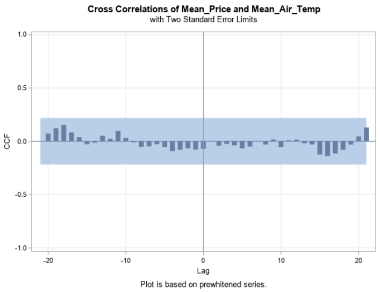 Cross Correlations of Mean_Price and Mean_Air_Temp
with Two Standard Error Limits
1.0
0.5
0.0
-0.5
-1.0
CCF
-20
-10
0
10
20
Lag
Plot is based on prewhitened series.